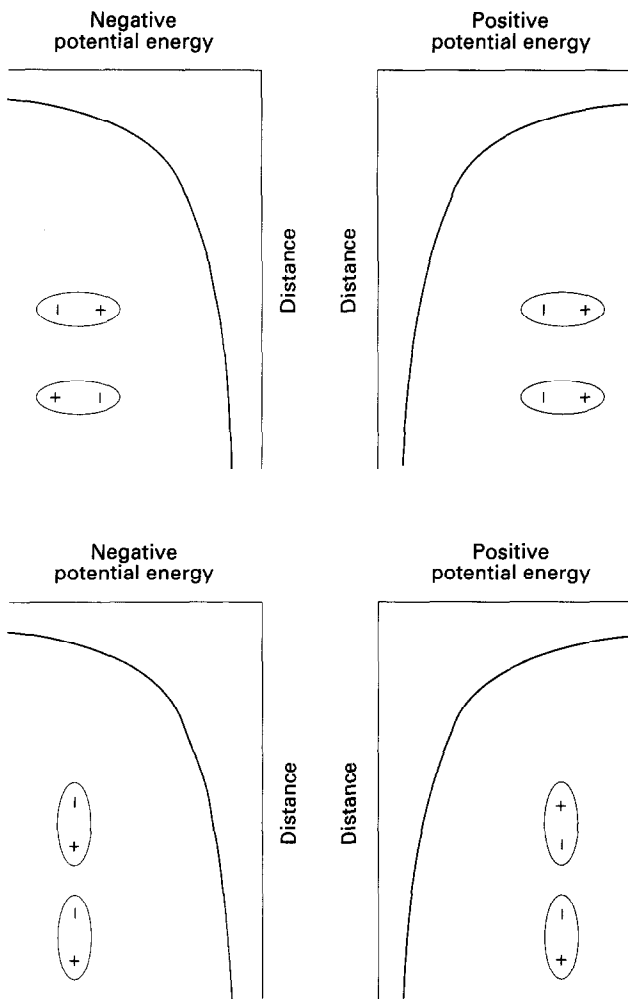 Negative
potential energy
Positive
potential energy
Distance
Distance
− +
− +
+ −
− +
Negative
potential energy
Positive
potential energy
Distance
Distance
−
+
+
−
−
+
−
+